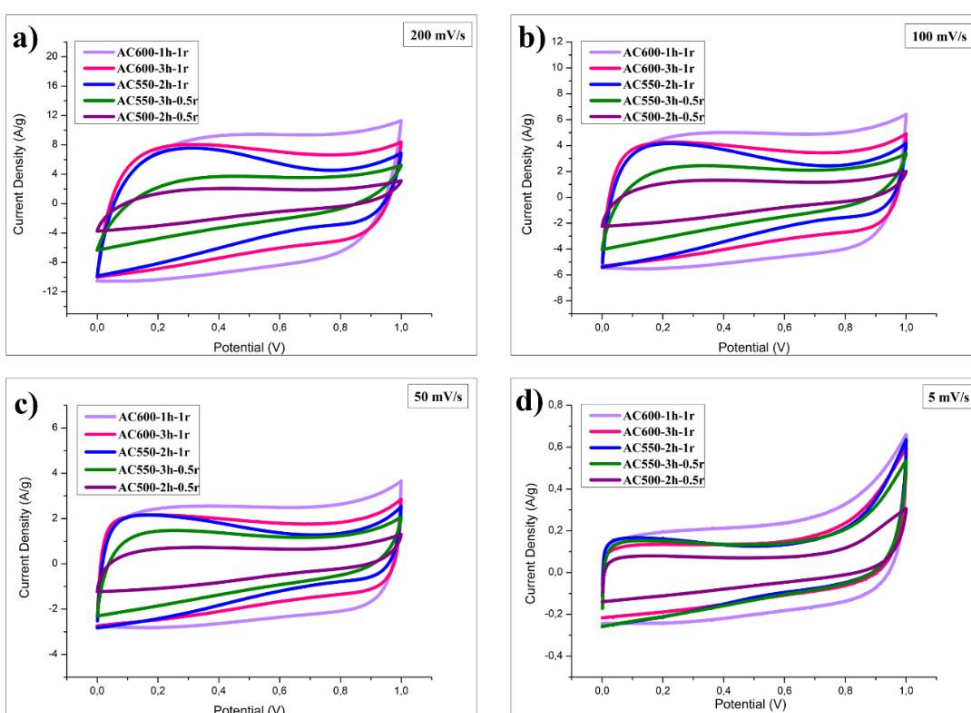 a)
200 mV/s
AC600-1h-1r
AC600-3h-1r
AC550-2h-1r
AC550-3h-0.5r
AC500-2h-0.5r
20
16
12
8
4
0
-4
-8
-12
Current Density (A/g)
0,0 0,2 0,4 0,6 0,8 1,0
Potential (V)
b)
100 mV/s
AC600-1h-1r
AC600-3h-1r
AC550-2h-1r
AC550-3h-0.5r
AC500-2h-0.5r
12
10
8
6
4
2
0
-2
-4
-6
-8
Current Density (A/g)
0,0 0,2 0,4 0,6 0,8 1,0
Potential (V)
c)
50 mV/s
AC600-1h-1r
AC600-3h-1r
AC550-2h-1r
AC550-3h-0.5r
AC500-2h-0.5r
6
4
2
0
-2
-4
Current Density (A/g)
0,0 0,2 0,4 0,6 0,8 1,0
Potential (V)
d)
5 mV/s
AC600-1h-1r
AC600-3h-1r
AC550-2h-1r
AC550-3h-0.5r
AC500-2h-0.5r
0,8
0,6
0,4
0,2
0,0
-0,2
-0,4
Current Density (A/g)
0,0 0,2 0,4 0,6 0,8 1,0
Potential (V)